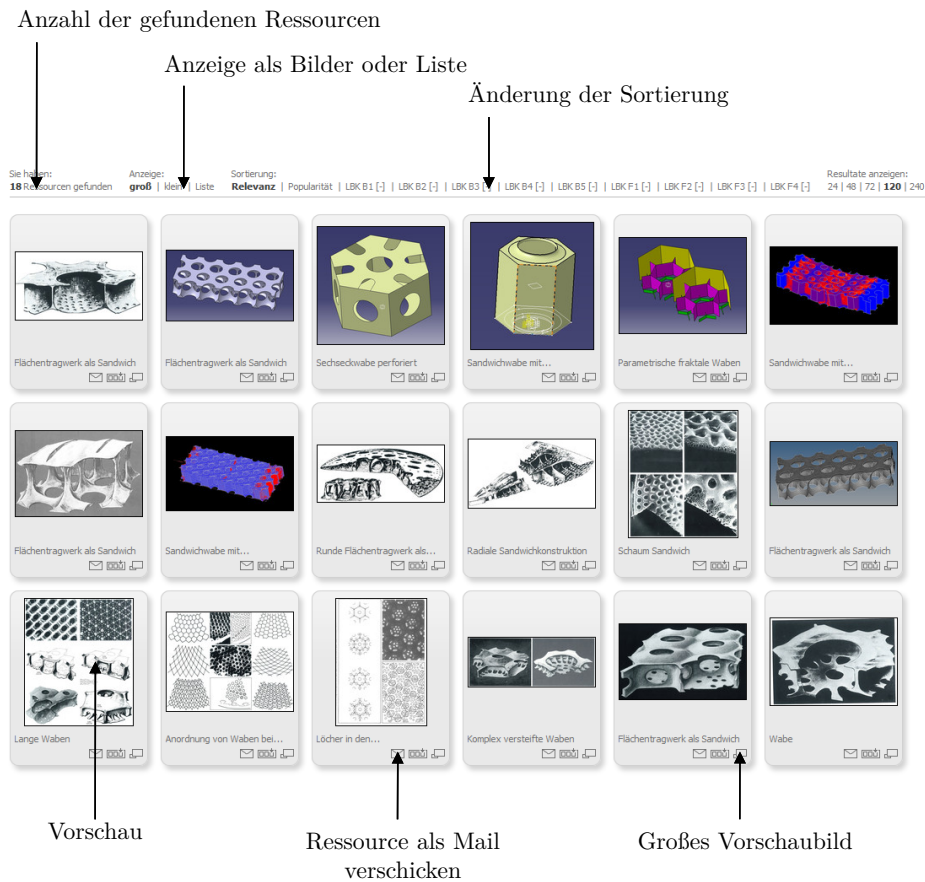 Anzahl der gefundenen Ressourcen
Anzeige als Bilder oder Liste
Änderung der Sortierung
Sie haben: Anzeige: Sortierung: Resultate anzeigen:
18 Ressourcen gefunden groß | klein | Liste Relevanz | Popularität | LBK B1 [-] | LBK B2 [-] | LBK B3 [-] | LBK B4 [-] | LBK B5 [-] | LBK F1 [-] | LBK F2 [-] | LBK F3 [-] | LBK F4 [-] 24 | 48 | 72 | 120 | 240
Flächentragwerk als Sandwich Flächentragwerk als Sandwich Sechseckwabe perforiert Sandwichwabe mit... Parametrische fraktale Waben Sandwichwabe mit...
Flächentragwerk als Sandwich Sandwichwabe mit... Runde Flächentragwerk als... Radiale Sandwichkonstruktion Schaum Sandwich Flächentragwerk als Sandwich
Lange Waben Anordnung von Waben bei... Löcher in den... Komplex versteifte Waben Flächentragwerk als Sandwich Wabe
Vorschau
Ressource als Mail
verschicken
Großes Vorschaubild